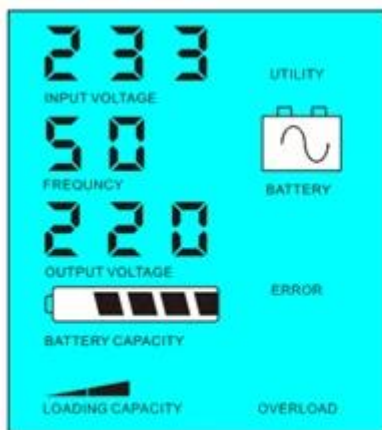 233
UTILITY
INPUT VOLTAGE
50
FREQUNCY
BATTERY
220
OUTPUT VOLTAGE
ERROR
BATTERY CAPACITY
LOADING CAPACITY
OVERLOAD